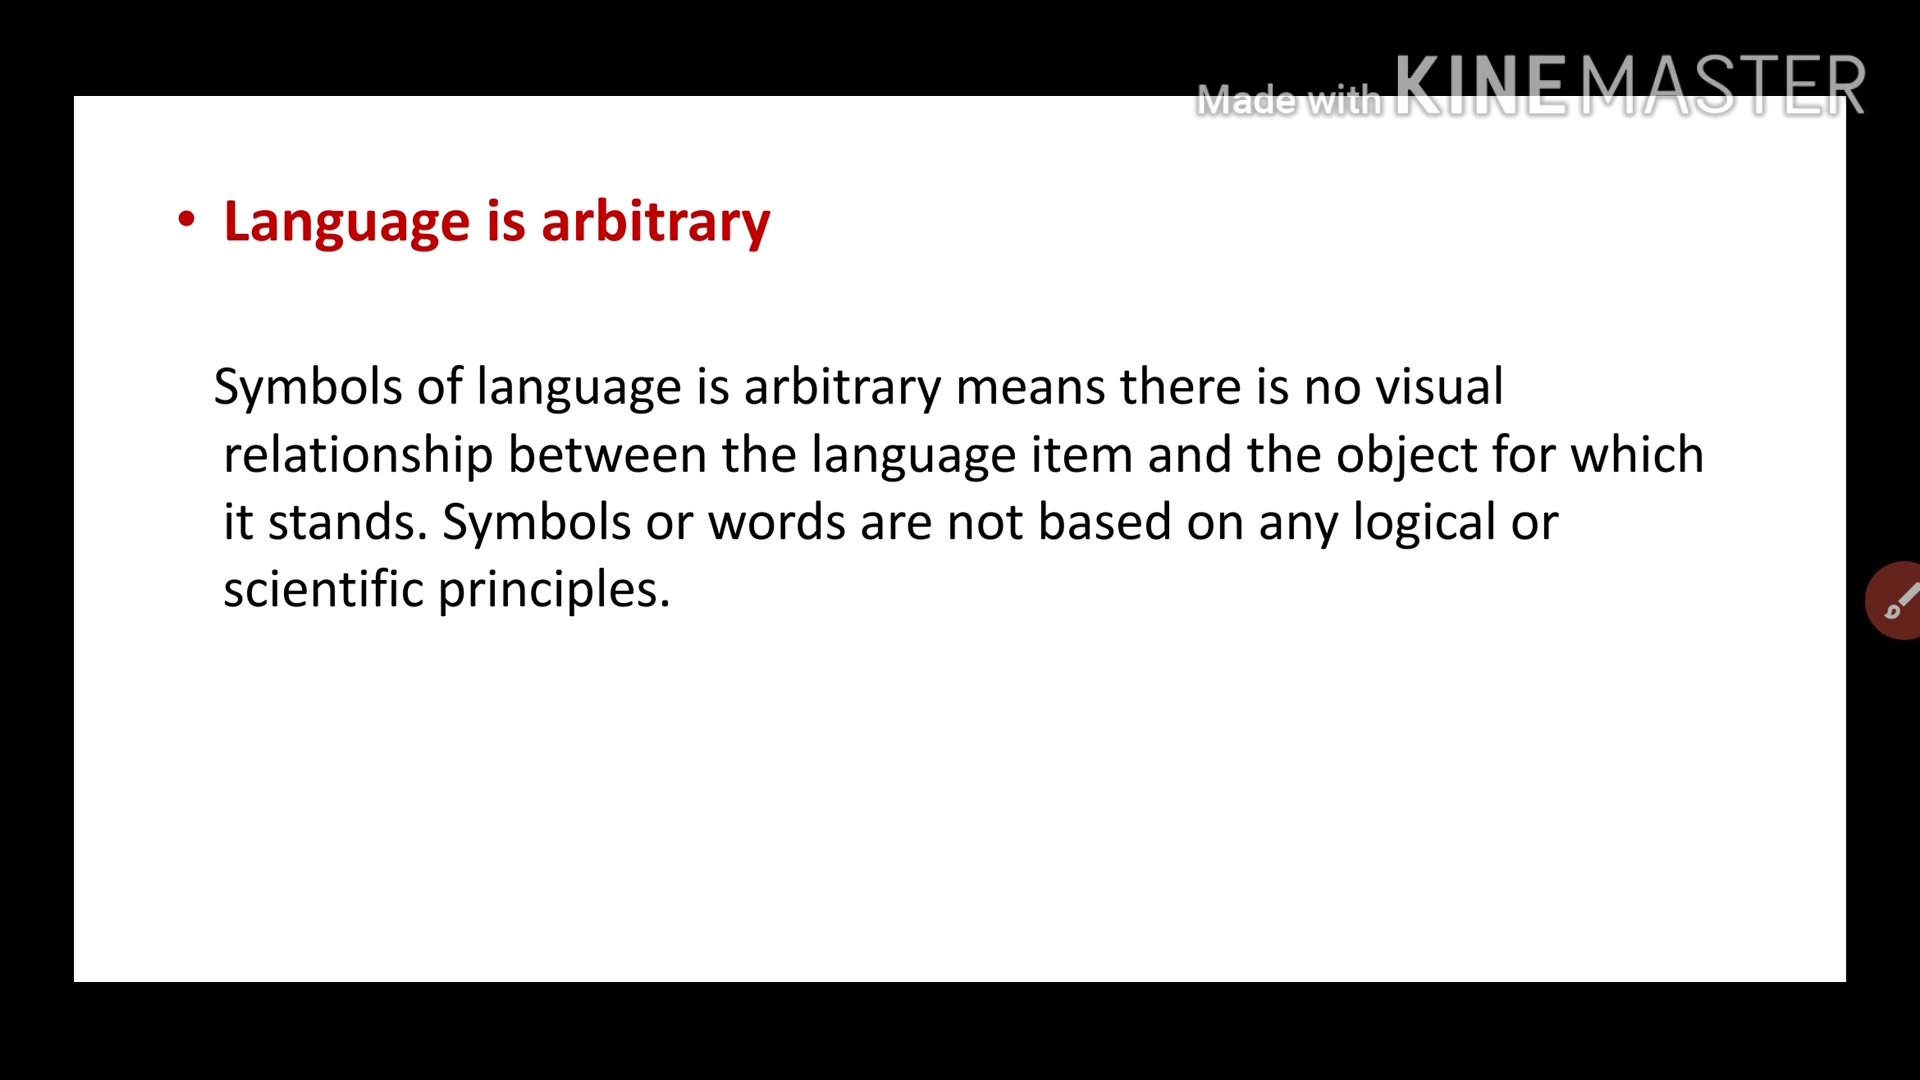 Made with KINEMASTER
• Language is arbitrary
Symbols of language is arbitrary means there is no visual
relationship between the language item and the object for which
it stands. Symbols or words are not based on any logical or
scientific principles.